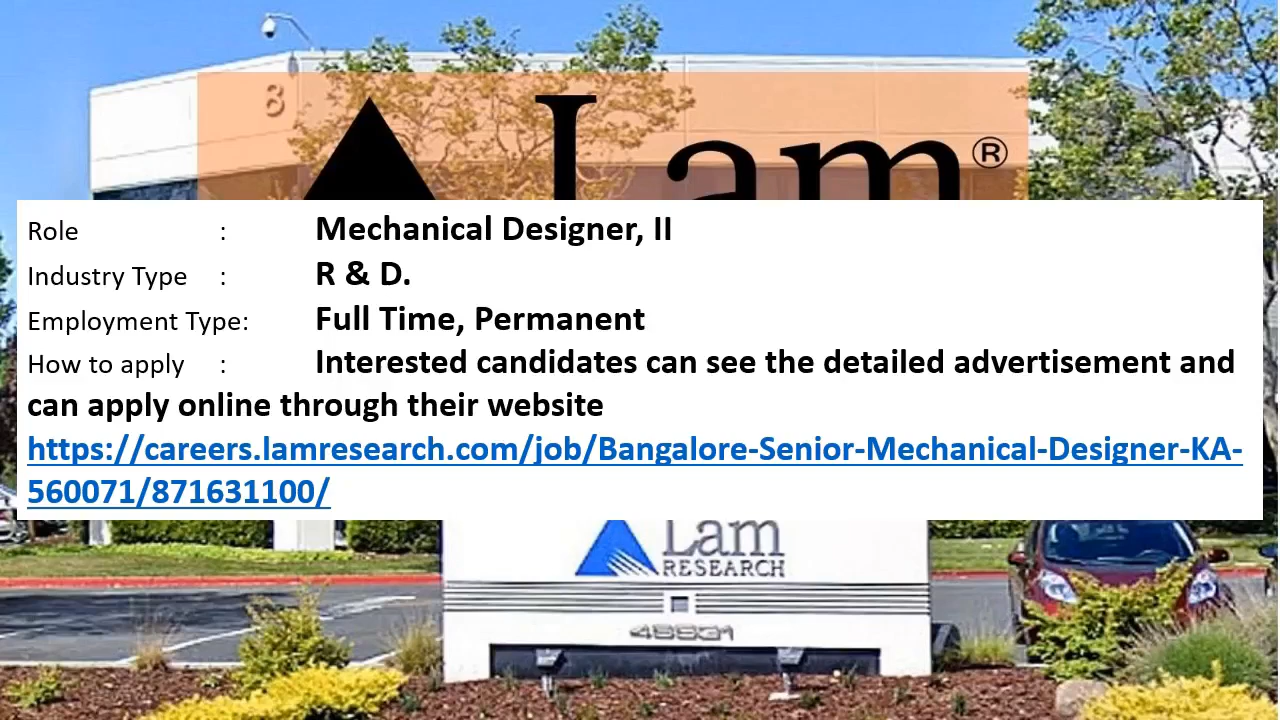 8
Lam®
Role : Mechanical Designer, II
Industry Type : R & D.
Employment Type: Full Time, Permanent
How to apply : Interested candidates can see the detailed advertisement and
can apply online through their website
https://careers.lamresearch.com/job/Bangalore-Senior-Mechanical-Designer-KA-
560071/871631100/
Lam
RESEARCH